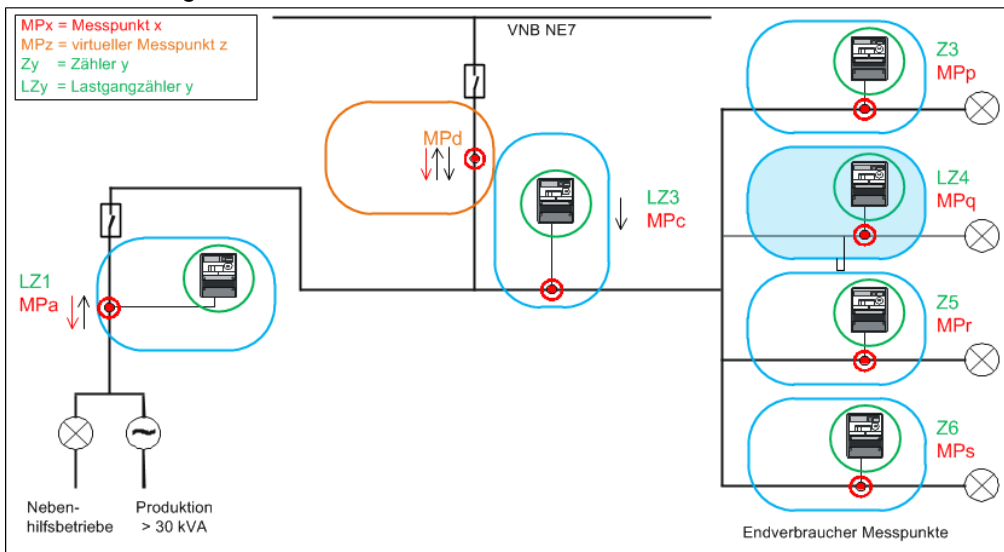 MPx = Messpunkt x
MPz = virtueller Messpunkt z
Zy = Zähler y
LZy = Lastgangzähler y
VNB NE7
Z3
MPp
MPd
LZ4
MPq
LZ3
MPc
LZ1
MPa
Z5
MPr
Z6
MPs
Neben-
hilfsbetriebe
Produktion
> 30 kVA
Endverbraucher Messpunkte